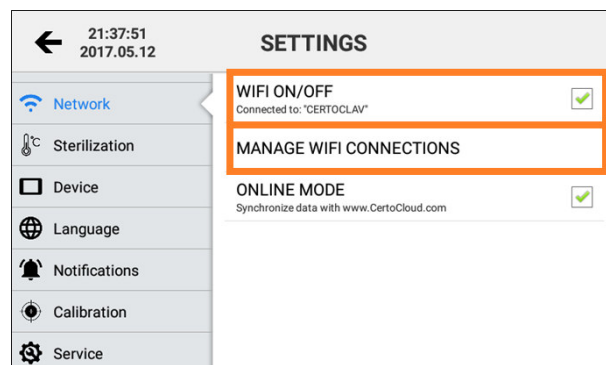 21:37:51
2017.05.12
SETTINGS
Network
°C Sterilization
Device
Language
Notifications
Calibration
Service
WIFI ON/OFF
Connected to: "CERTOCLAV"
MANAGE WIFI CONNECTIONS
ONLINE MODE
Synchronize data with www.CertoCloud.com